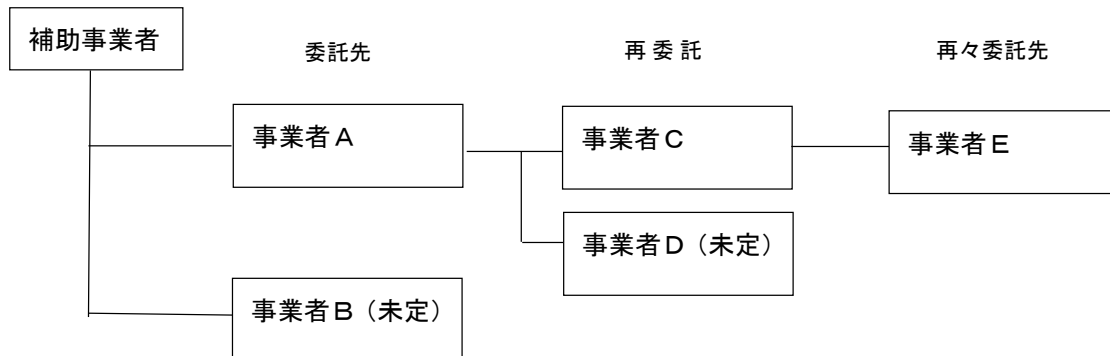 補助事業者
委託先
再 委 託
再々委託先
事業者Ａ
事業者Ｃ
事業者Ｅ
事業者Ｄ（未定）
事業者Ｂ（未定）